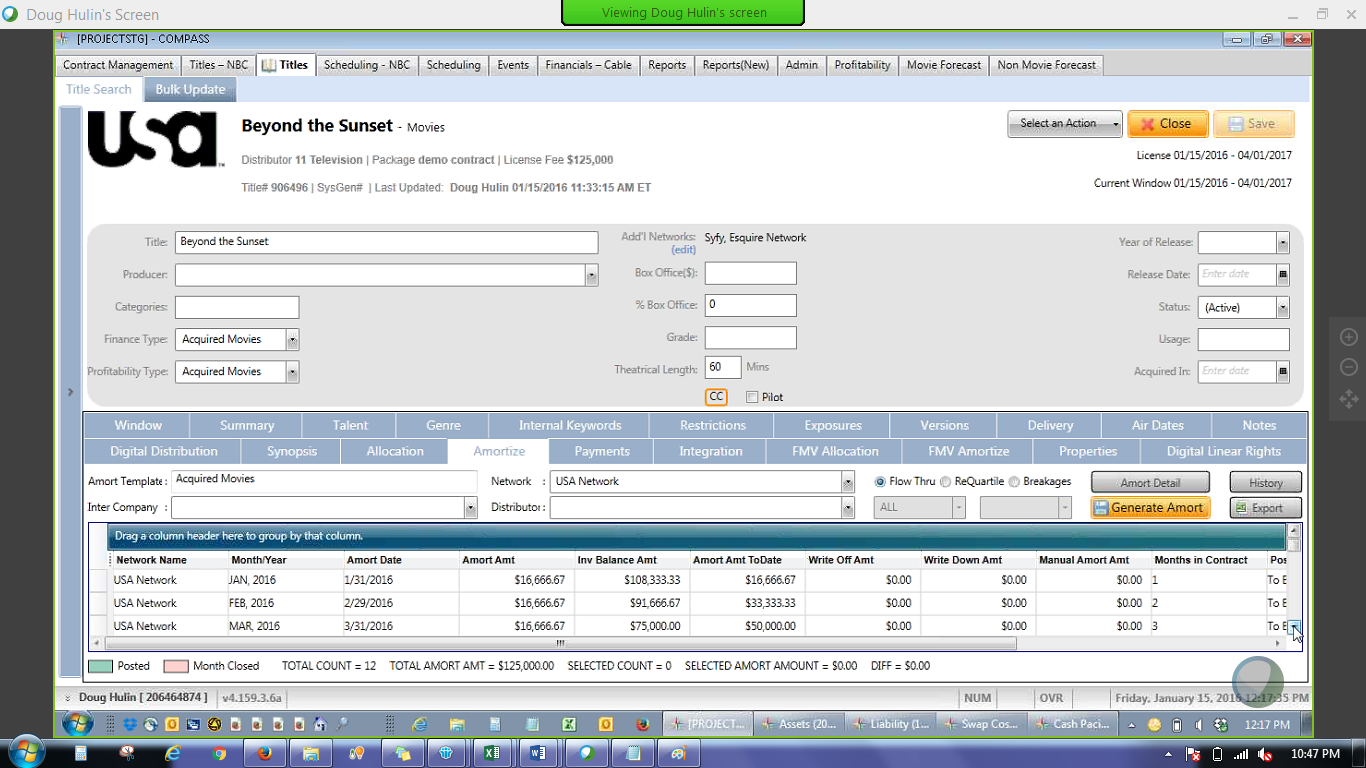 Doug Hulin's Screen
Viewing Doug Hulin's screen
[PROJECTSTG] - COMPASS
Contract Management Titles – NBC Titles Scheduling - NBC Scheduling Events Financials – Cable Reports Reports(New) Admin Profitability Movie Forecast Non Movie Forecast
Title Search Bulk Update
usa
Beyond the Sunset - Movies
Select an Action Close Save
Distributor 11 Television | Package demo contract | License Fee $125,000
License 01/15/2016 - 04/01/2017
Title# 906496 | SysGen# | Last Updated: Doug Hulin 01/15/2016 11:33:15 AM ET
Current Window 01/15/2016 - 04/01/2017
Title: Beyond the Sunset Add'l Networks: Syfy, Esquire Network Year of Release:
(edit)
Producer: Box Office($): Release Date: Enter date
Categories: % Box Office: 0 Status: (Active)
Finance Type: Acquired Movies Grade: Usage:
Profitability Type: Acquired Movies Theatrical Length: 60 Mins Acquired In: Enter date
CC Pilot
Window Summary Talent Genre Internal Keywords Restrictions Exposures Versions Delivery Air Dates Notes
Digital Distribution Synopsis Allocation Amortize Payments Integration FMV Allocation FMV Amortize Properties Digital Linear Rights
Amort Template: Acquired Movies Network : USA Network Flow Thru ReQuartile Breakages Amort Detail History
Inter Company : Distributor: ALL Generate Amort Export
Drag a column header here to group by that column.
Network Name Month/Year Amort Date Amort Amt Inv Balance Amt Amort Amt ToDate Write Off Amt Write Down Amt Manual Amort Amt Months in Contract Pos
USA Network JAN, 2016 1/31/2016 $16,666.67 $108,333.33 $16,666.67 $0.00 $0.00 $0.00 1 To E
USA Network FEB, 2016 2/29/2016 $16,666.67 $91,666.67 $33,333.33 $0.00 $0.00 $0.00 2 To E
USA Network MAR, 2016 3/31/2016 $16,666.67 $75,000.00 $50,000.00 $0.00 $0.00 $0.00 3 To E
Posted Month Closed TOTAL COUNT = 12 TOTAL AMORT AMT = $125,000.00 SELECTED COUNT = 0 SELECTED AMORT AMOUNT = $0.00 DIFF = $0.00
Doug Hulin [ 206464874 ] v4.159.3.6a NUM OVR Friday, January 15, 2016 12:17:35 PM
[PROJECT... Assets (20... Liability (1... Swap Cos... Cash Paci... 12:17 PM
10:47 PM